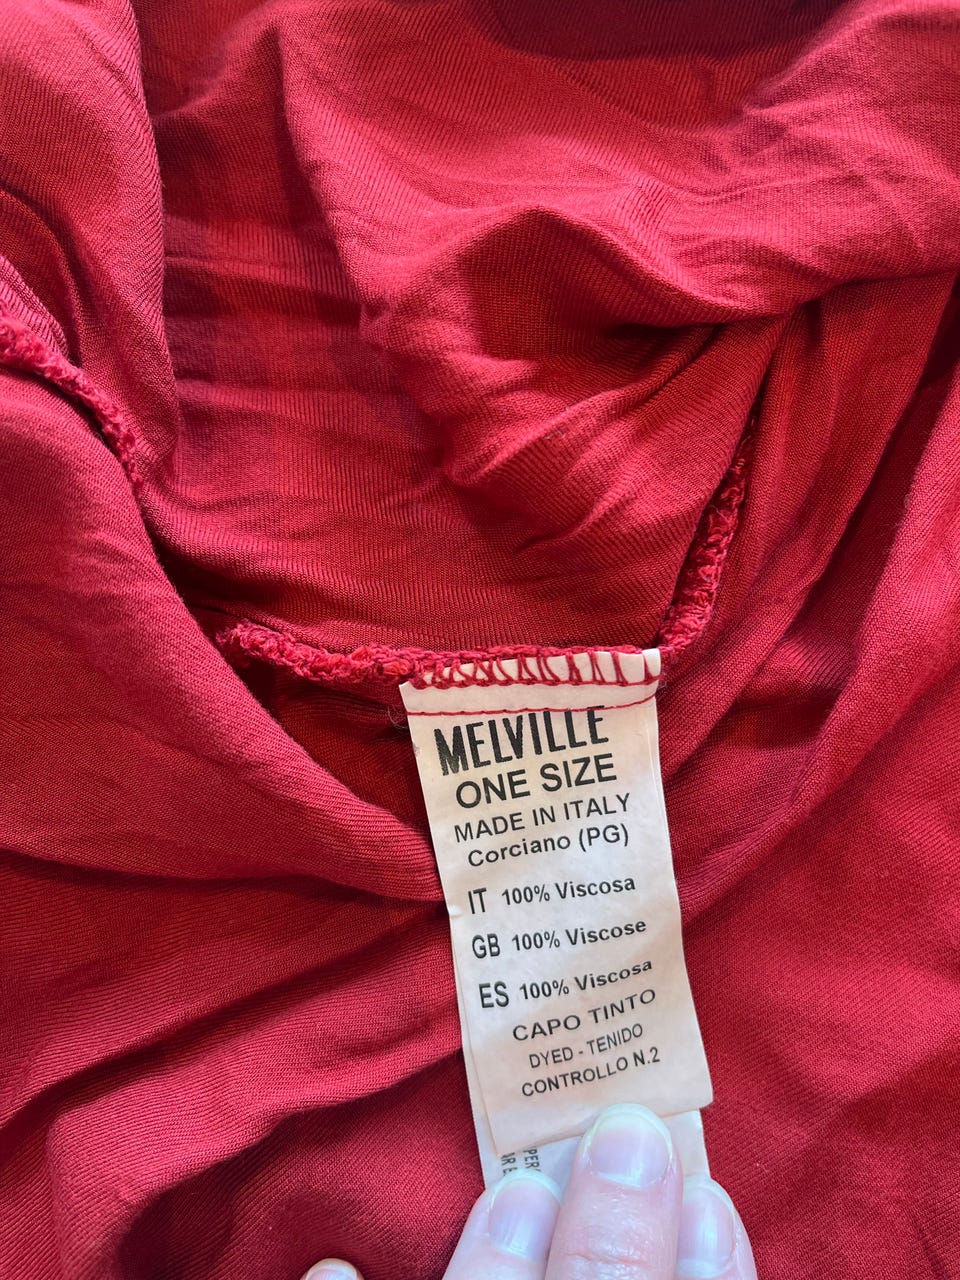 MELVILLE
ONE SIZE
MADE IN ITALY
Corciano (PG)
IT 100% Viscosa
GB 100% Viscose
ES 100% Viscosa
CAPO TINTO
DYED - TENIDO
CONTROLLO N.2